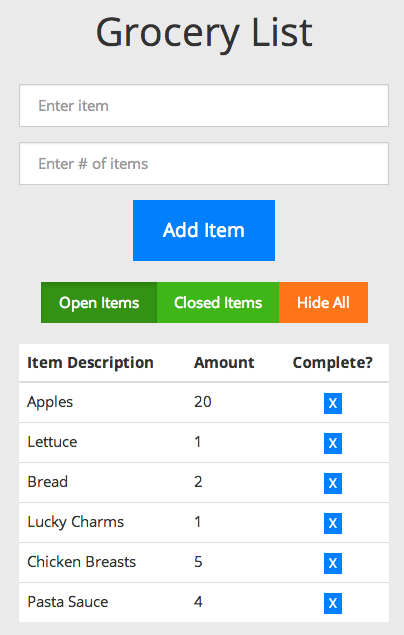 Grocery List
Enter item
Enter # of items
Add Item
Open Items Closed Items Hide All
Item Description Amount Complete?
Apples 20 X
Lettuce 1 X
Bread 2 X
Lucky Charms 1 X
Chicken Breasts 5 X
Pasta Sauce 4 X